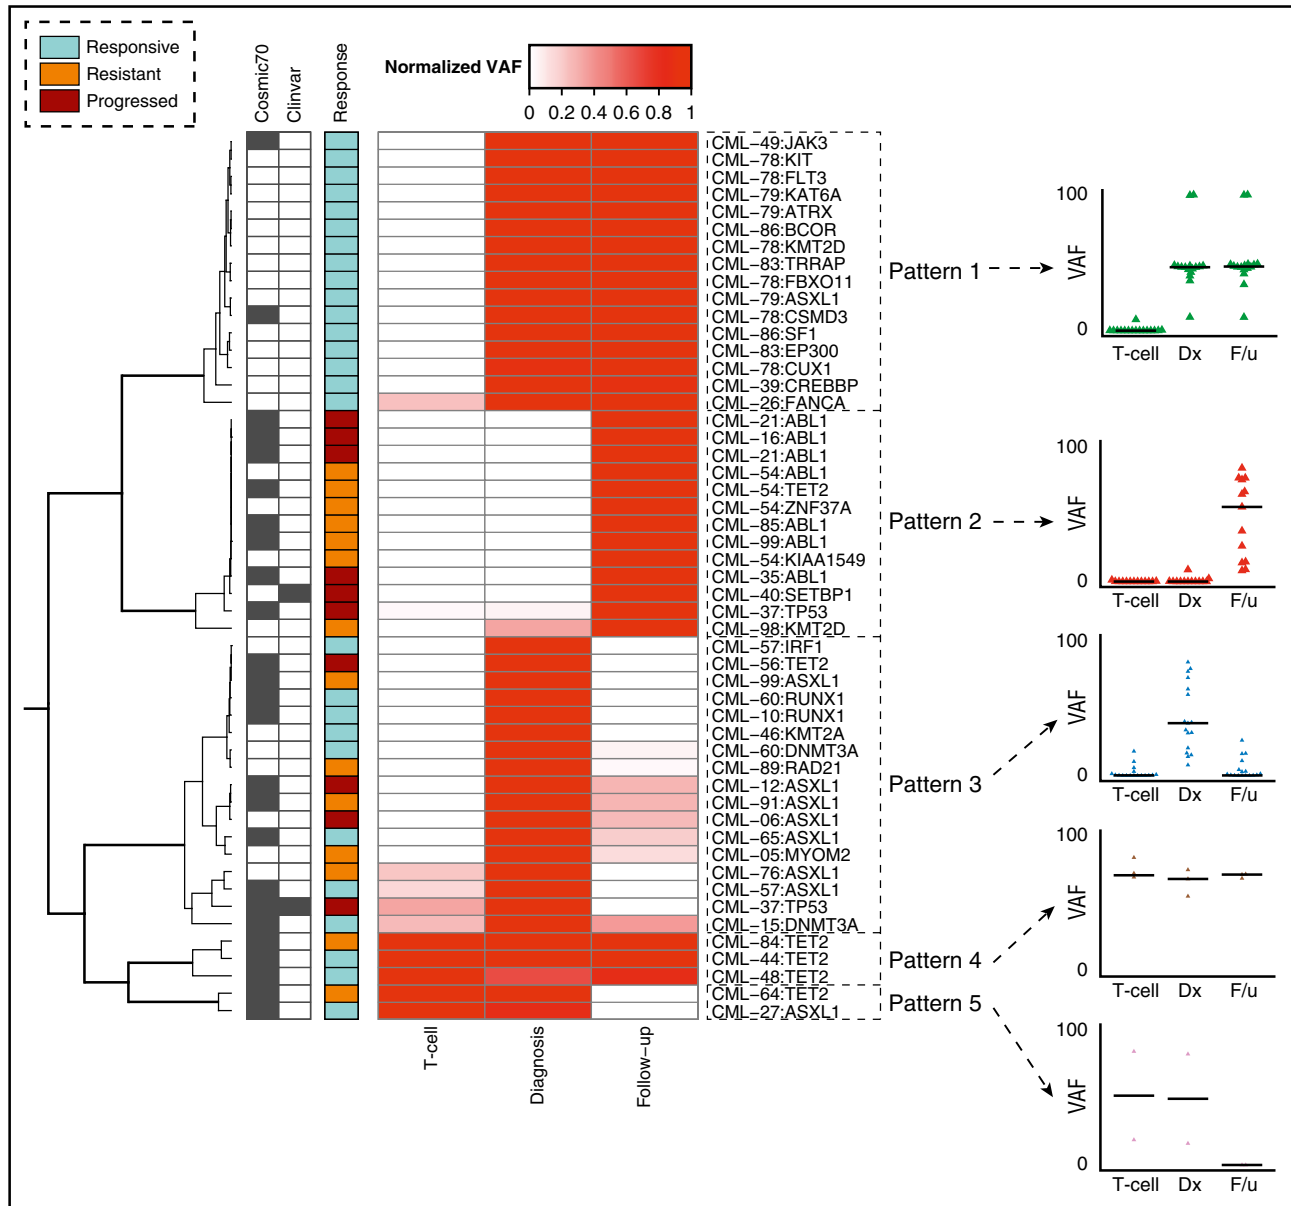 Responsive
Resistant
Progressed
Cosmic70
Clinvar
Response
Normalized VAF
0 0.2 0.4 0.6 0.8 1
CML−49:JAK3
CML−78:KIT
CML−78:FLT3
CML−79:KAT6A
CML−79:ATRX
CML−86:BCOR
CML−78:KMT2D
CML−83:TRRAP
CML−78:FBXO11
CML−79:ASXL1
CML−78:CSMD3
CML−86:SF1
CML−83:EP300
CML−78:CUX1
CML−39:CREBBP
CML−26:FANCA
CML−21:ABL1
CML−16:ABL1
CML−21:ABL1
CML−54:ABL1
CML−54:TET2
CML−54:ZNF37A
CML−85:ABL1
CML−99:ABL1
CML−54:KIAA1549
CML−35:ABL1
CML−40:SETBP1
CML−37:TP53
CML−98:KMT2D
CML−57:IRF1
CML−56:TET2
CML−99:ASXL1
CML−60:RUNX1
CML−10:RUNX1
CML−46:KMT2A
CML−60:DNMT3A
CML−89:RAD21
CML−12:ASXL1
CML−91:ASXL1
CML−06:ASXL1
CML−65:ASXL1
CML−05:MYOM2
CML−76:ASXL1
CML−57:ASXL1
CML−37:TP53
CML−15:DNMT3A
CML−84:TET2
CML−44:TET2
CML−48:TET2
CML−64:TET2
CML−27:ASXL1
T-cell
Diagnosis
Follow−up
Pattern 1
Pattern 2
Pattern 3
Pattern 4
Pattern 5
100
VAF
0
T-cell Dx F/u
100
VAF
0
T-cell Dx F/u
100
VAF
0
T-cell Dx F/u
100
VAF
0
T-cell Dx F/u
100
VAF
0
T-cell Dx F/u